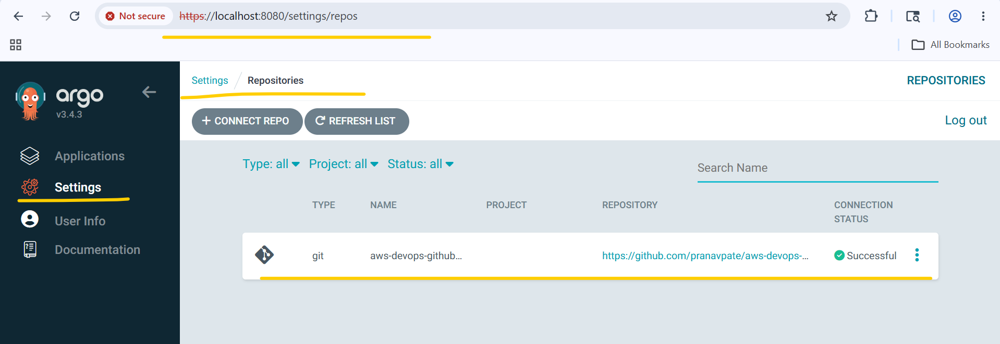 Not secure https://localhost:8080/settings/repos
All Bookmarks
argo
v3.4.3
Applications
Settings
User Info
Documentation
Settings / Repositories
REPOSITORIES
+ CONNECT REPO
REFRESH LIST
Log out
Type: all
Project: all
Status: all
Search Name
TYPE NAME PROJECT REPOSITORY CONNECTION
STATUS
git aws-devops-github... https://github.com/pranavpate/aws-devops-... Successful